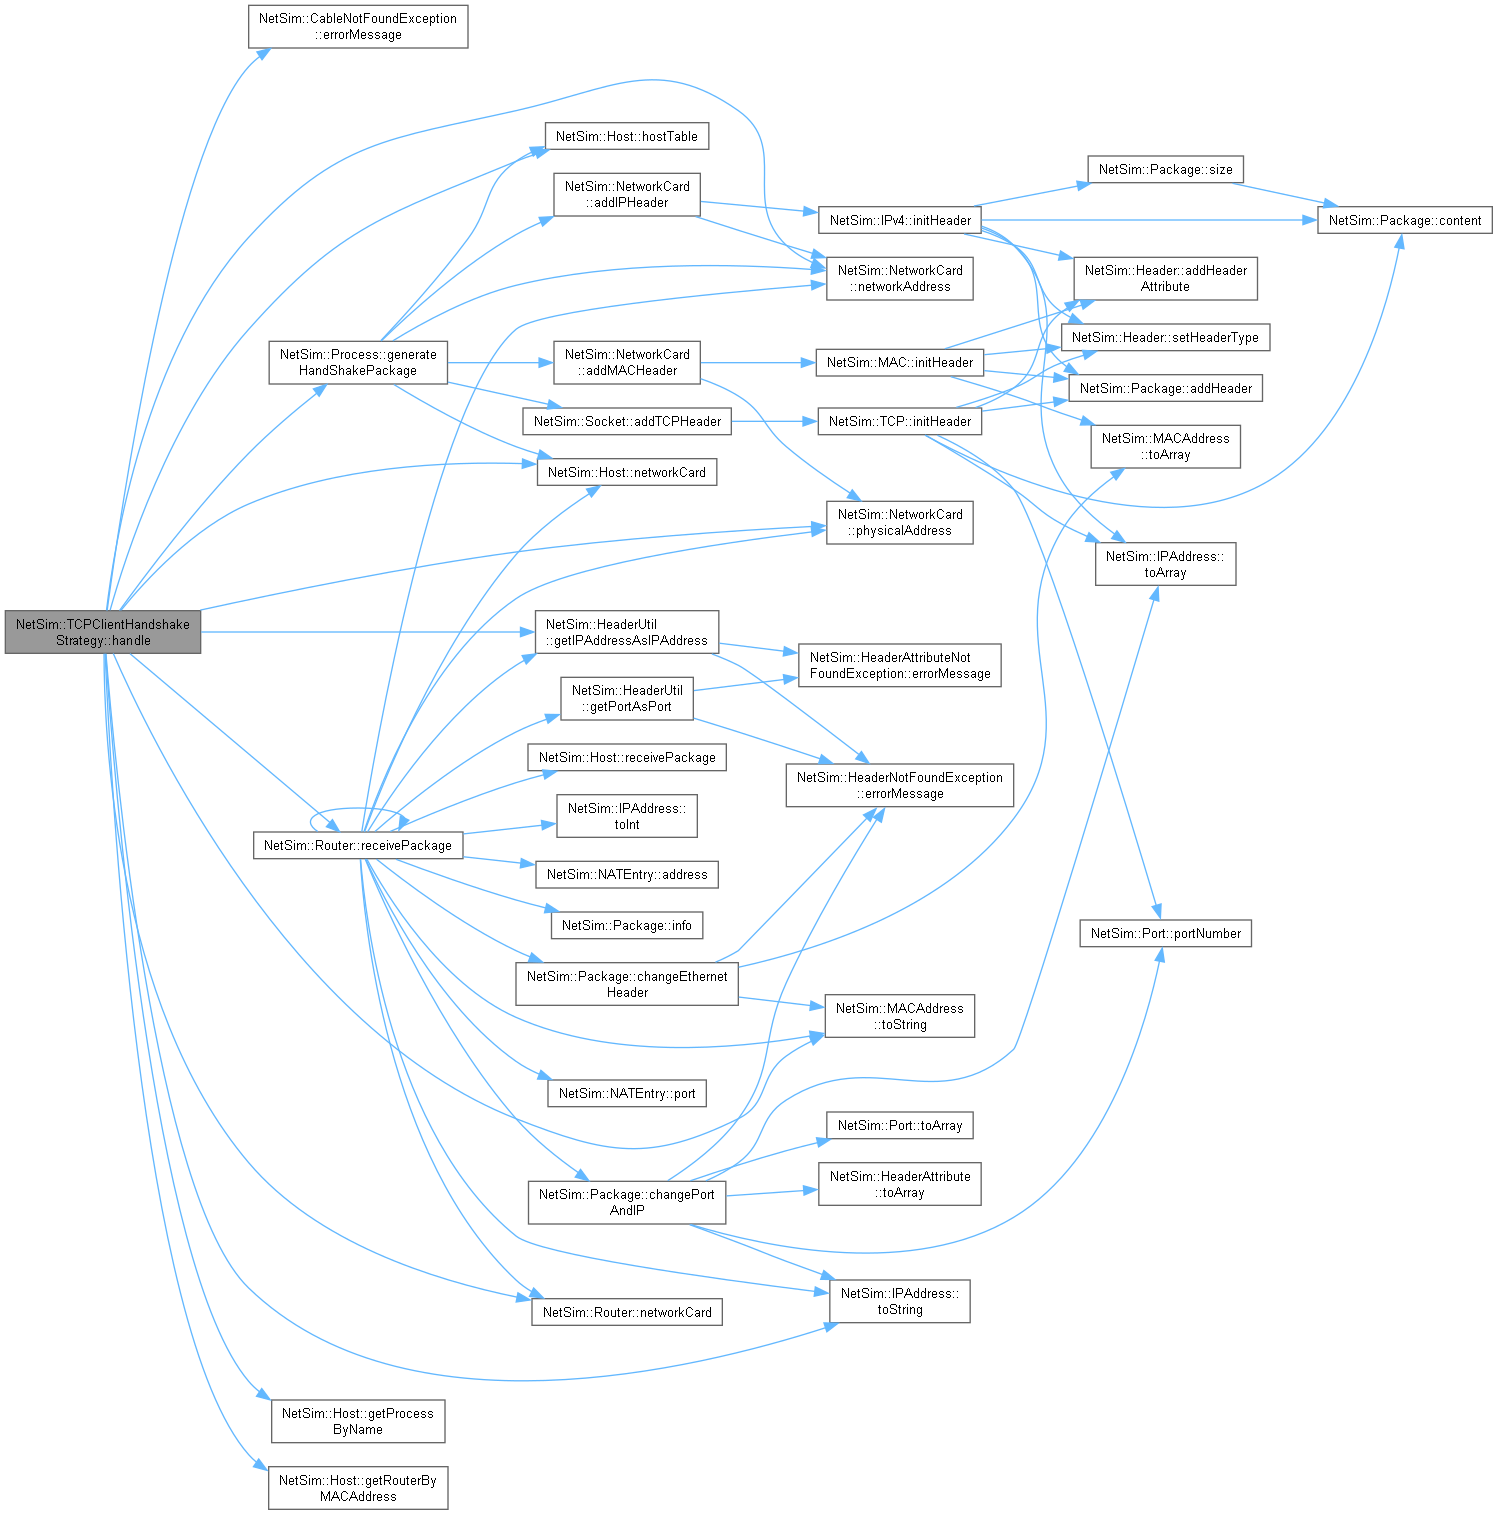 NetSim::CableNotFoundException
::errorMessage
NetSim::Host::hostTable
NetSim::Package::size
NetSim::NetworkCard
::addIPHeader
NetSim::IPv4::initHeader
NetSim::Package::content
NetSim::NetworkCard
::networkAddress
NetSim::Header::addHeader
Attribute
NetSim::Header::setHeaderType
NetSim::Process::generate
HandShakePackage
NetSim::NetworkCard
::addMACHeader
NetSim::MAC::initHeader
NetSim::Package::addHeader
NetSim::Socket::addTCPHeader
NetSim::TCP::initHeader
NetSim::MACAddress
::toArray
NetSim::Host::networkCard
NetSim::NetworkCard
::physicalAddress
NetSim::IPAddress::
toArray
NetSim::TCPClientHandshake
Strategy::handle
NetSim::HeaderUtil
::getIPAddressAsIPAddress
NetSim::HeaderAttributeNot
FoundException::errorMessage
NetSim::HeaderUtil
::getPortAsPort
NetSim::Host::receivePackage
NetSim::HeaderNotFoundException
::errorMessage
NetSim::IPAddress::
toInt
NetSim::Router::receivePackage
NetSim::NATEntry::address
NetSim::Package::info
NetSim::Port::portNumber
NetSim::Package::changeEthernet
Header
NetSim::MACAddress
::toString
NetSim::NATEntry::port
NetSim::Port::toArray
NetSim::HeaderAttribute
::toArray
NetSim::Package::changePort
AndIP
NetSim::IPAddress::
toString
NetSim::Router::networkCard
NetSim::Host::getProcess
ByName
NetSim::Host::getRouterBy
MACAddress